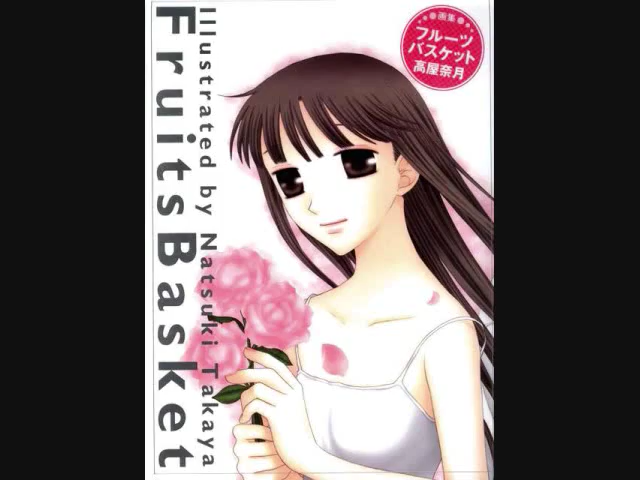 画集
フルーツ
バスケット
高屋奈月
Illustrated by Natsuki Takaya
Fruits Basket